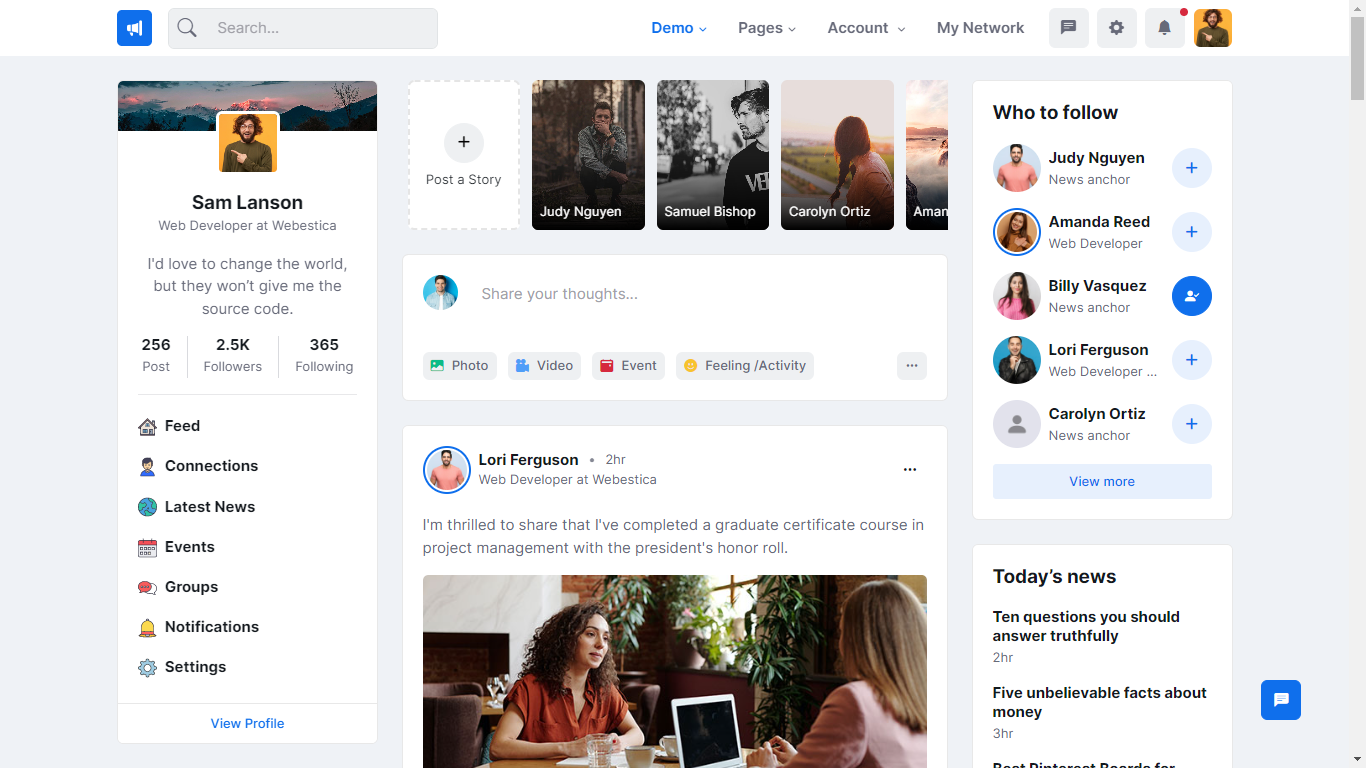 Search...
Demo
Pages
Account
My Network
Sam Lanson
Web Developer at Webestica
I'd love to change the world,
but they won’t give me the
source code.
256
Post
2.5K
Followers
365
Following
Feed
Connections
Latest News
Events
Groups
Notifications
Settings
View Profile
Post a Story
Judy Nguyen
Samuel Bishop
Carolyn Ortiz
Share your thoughts...
Photo
Video
Event
Feeling /Activity
Lori Ferguson • 2hr
Web Developer at Webestica
I'm thrilled to share that I've completed a graduate certificate course in
project management with the president's honor roll.
Who to follow
Judy Nguyen
News anchor
Amanda Reed
Web Developer
Billy Vasquez
News anchor
Lori Ferguson
Web Developer ...
Carolyn Ortiz
News anchor
View more
Today’s news
Ten questions you should
answer truthfully
2hr
Five unbelievable facts about
money
3hr
Best Pinterest Boards for